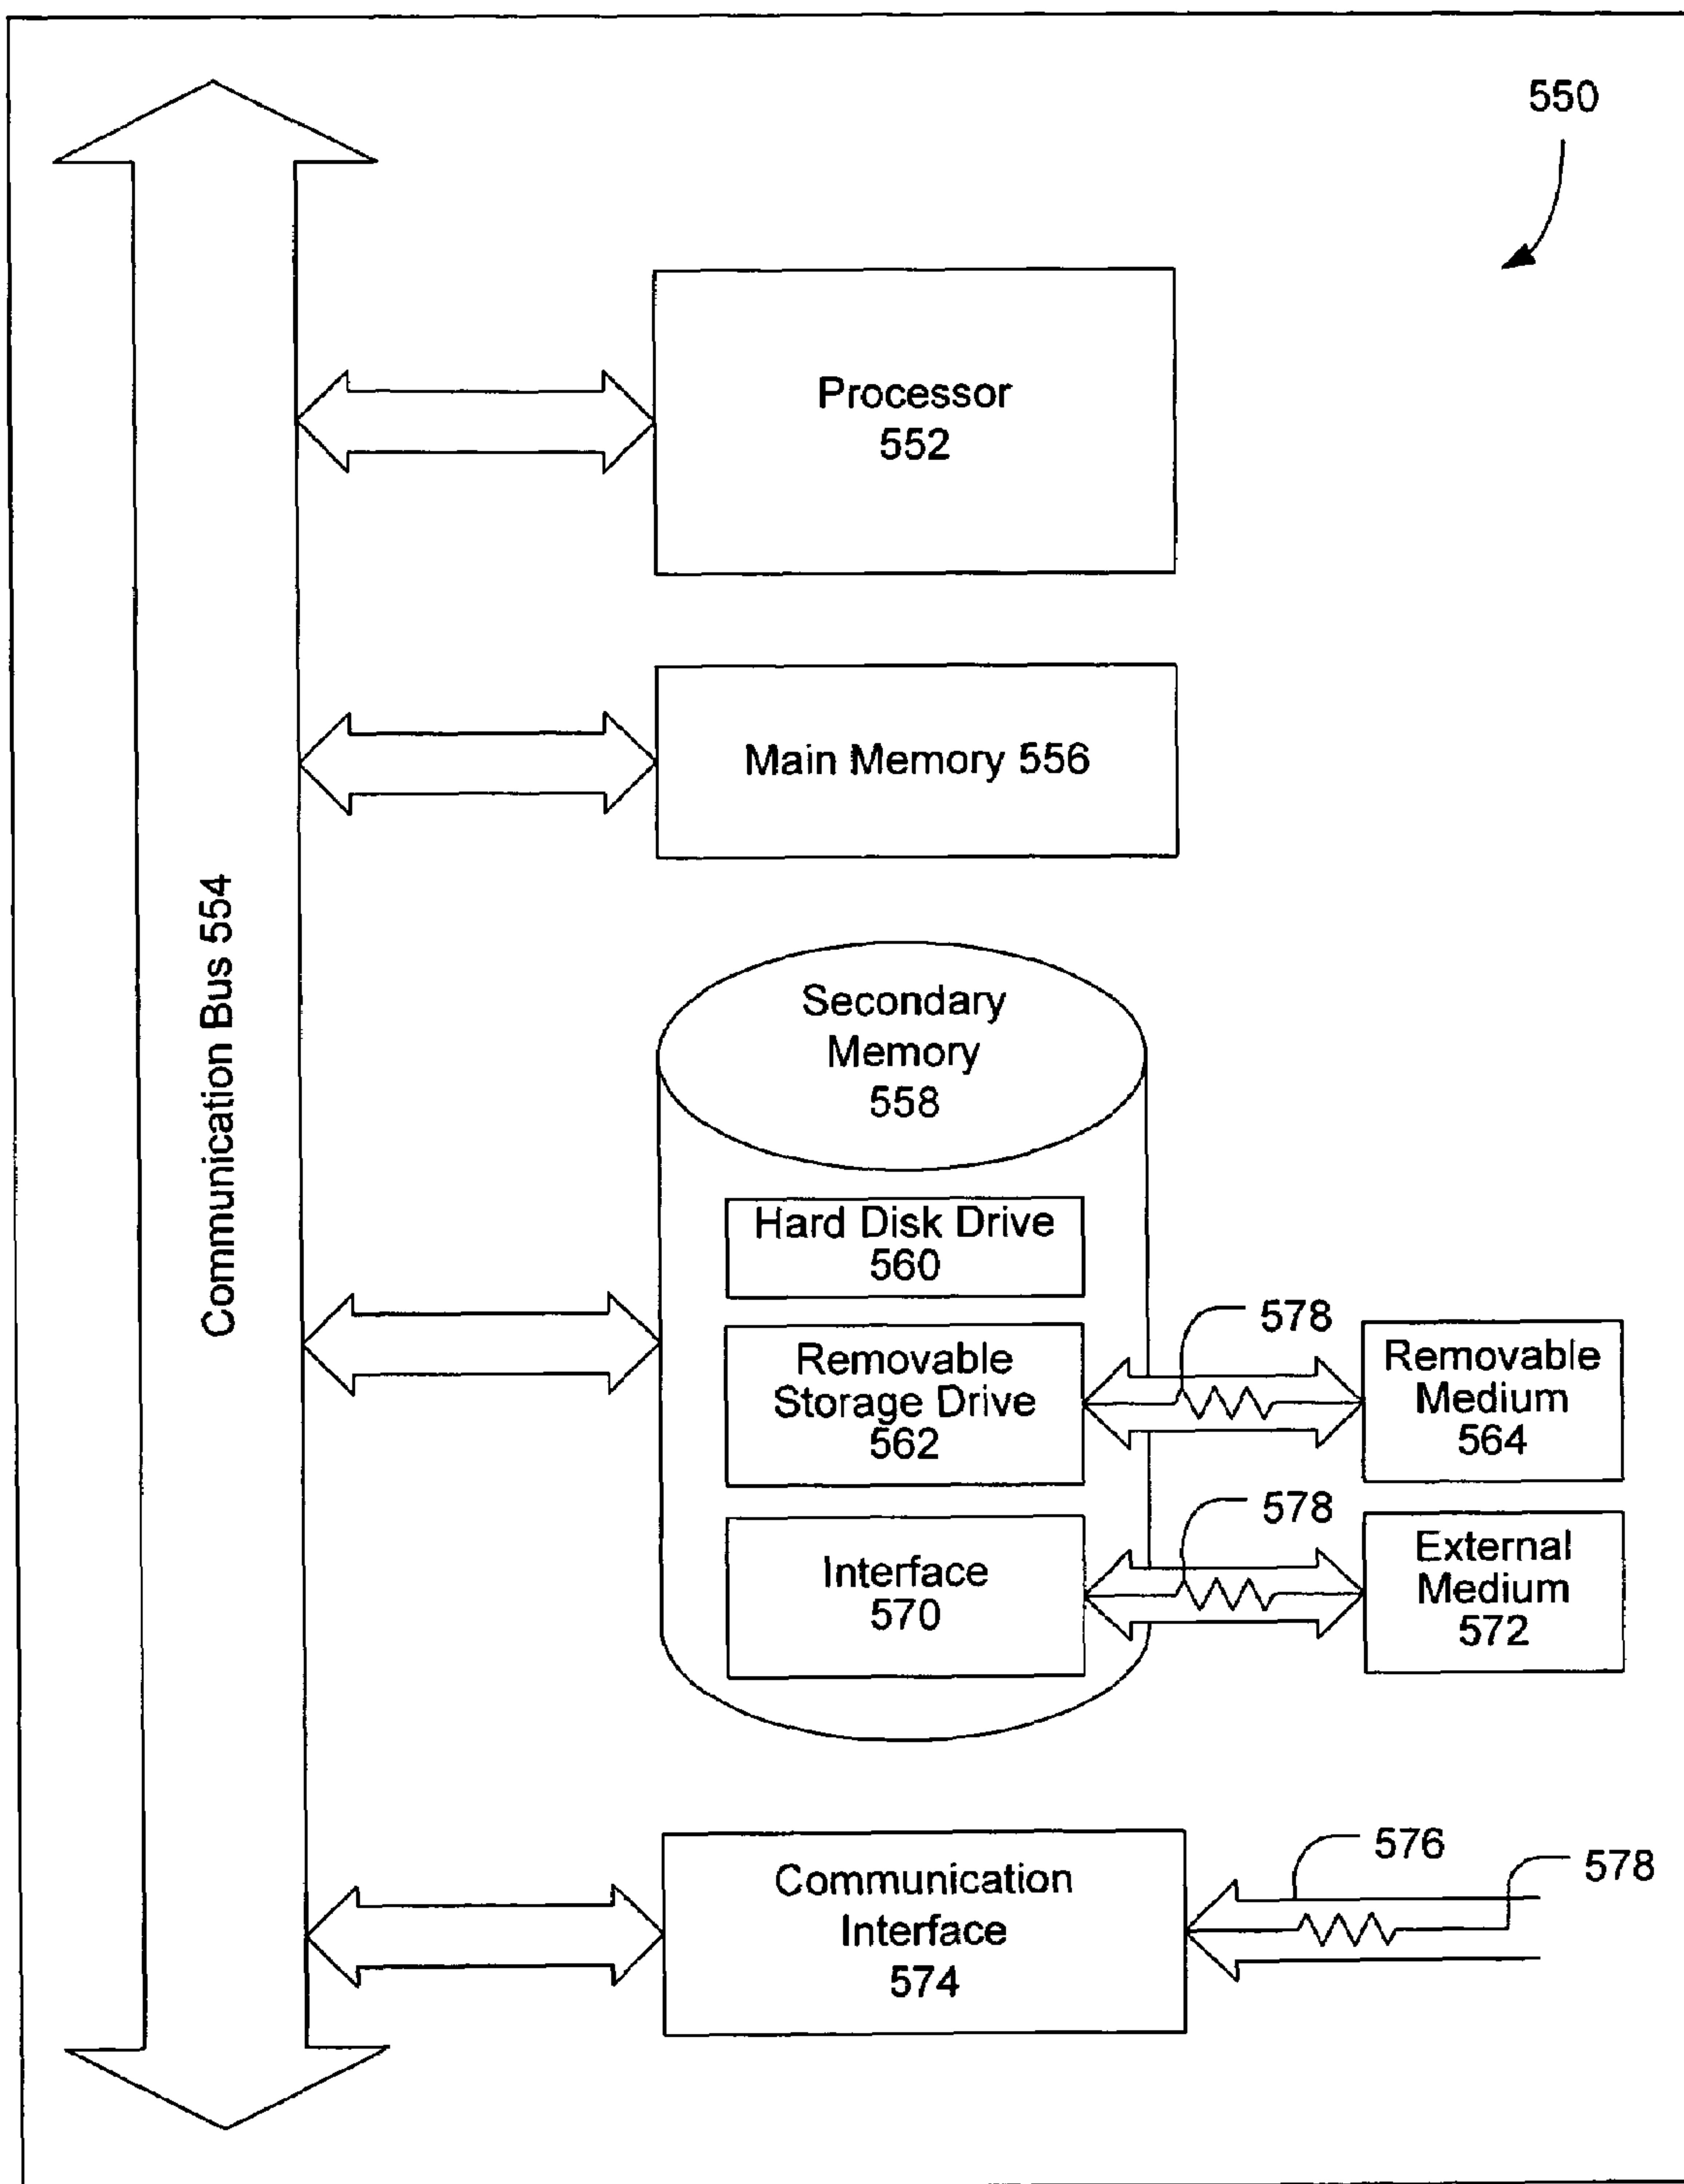 550
Processor
552
Main Memory 556
Communication Bus 554
Secondary
Memory
558
Hard Disk Drive
560
Removable
Storage Drive
562
578
Removable
Medium
564
Interface
570
578
External
Medium
572
Communication
Interface
574
576
578